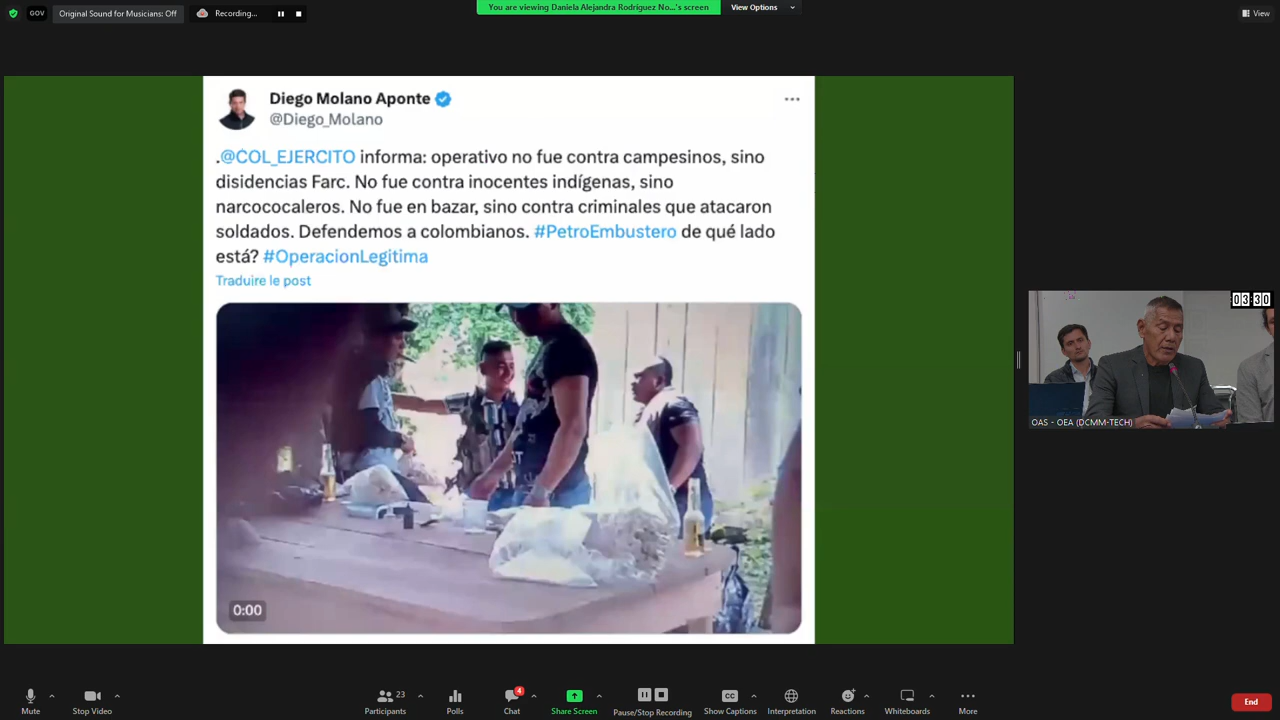 GOV
Original Sound for Musicians: Off
Recording...
You are viewing Daniela Alejandra Rodriguez No...'s screen
View Options
View
Diego Molano Aponte
@Diego_Molano
.@COL_EJERCITO informa: operativo no fue contra campesinos, sino
disidencias Farc. No fue contra inocentes indígenas, sino
narcococaleros. No fue en bazar, sino contra criminales que atacaron
soldados. Defendemos a colombianos. #PetroEmbustero de qué lado
está? #OperacionLegitima
Traduire le post
0:00
03:30
OAS - OEA (DCMM-TECH)
Mute
Stop Video
23
Participants
Polls
4
Chat
Share Screen
Pause/Stop Recording
CC
Show Captions
Interpretation
Reactions
Whiteboards
More
End